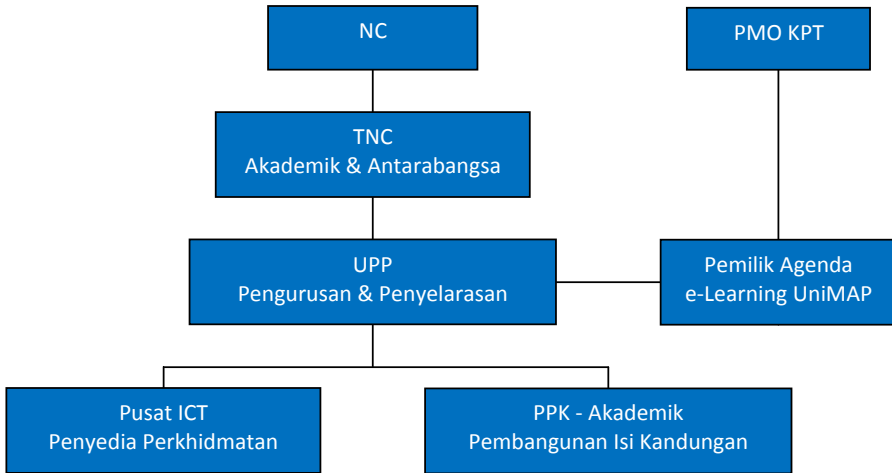 NC
PMO KPT
TNC
Akademik & Antarabangsa
UPP
Pengurusan & Penyelarasan
Pemilik Agenda
e-Learning UniMAP
Pusat ICT
Penyedia Perkhidmatan
PPK - Akademik
Pembangunan Isi Kandungan